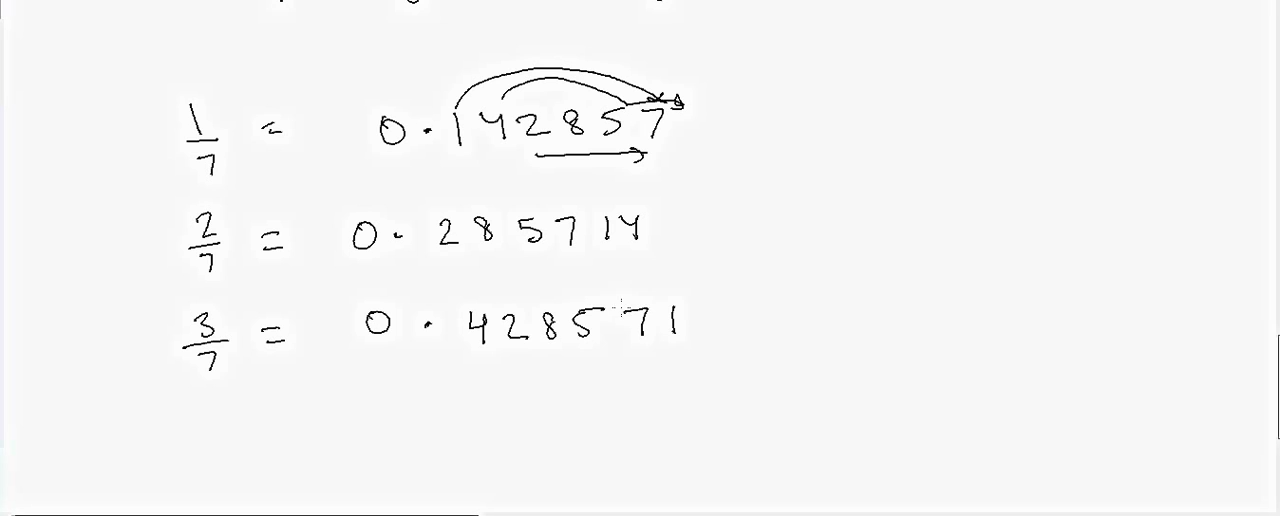 1/7 = 0.142857
2/7 = 0.285714
3/7 = 0.428571